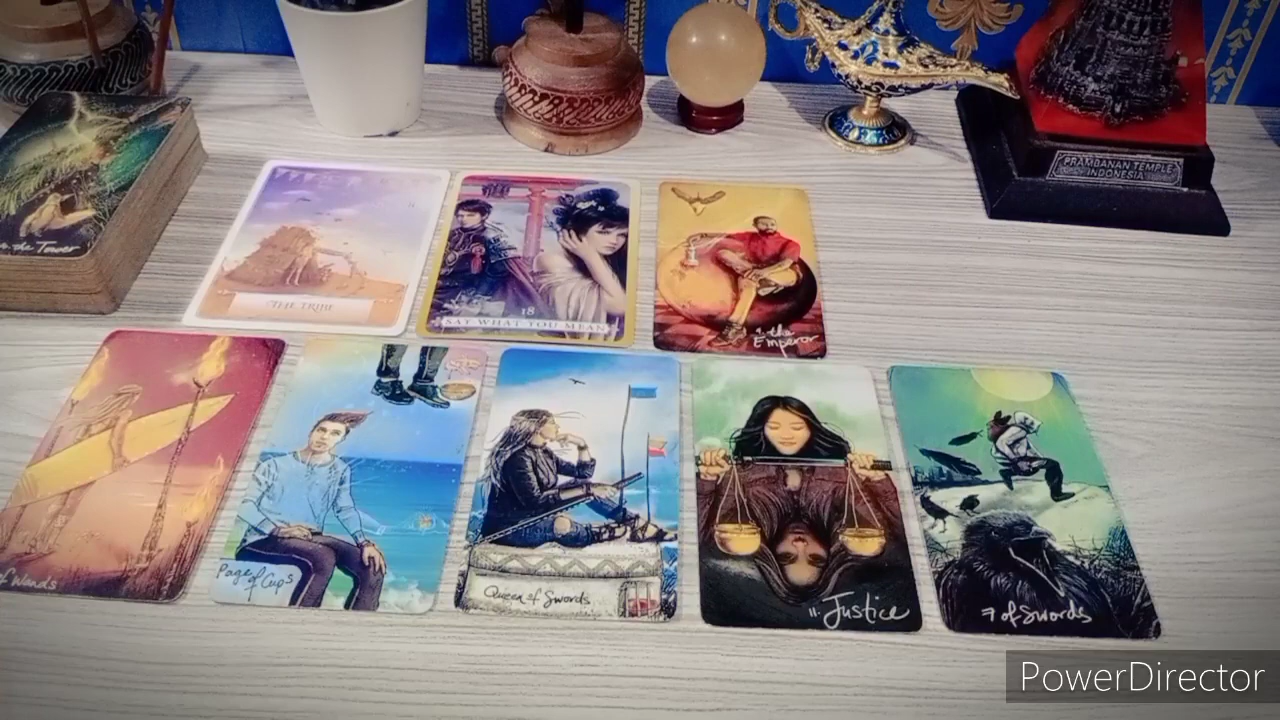 PRAMBANAN TEMPLE
INDONESIA
the Tower
THE TRIBE
18
SAY WHAT YOU MEAN
4. the
Emperor
of Wands
Page of Cups
Queen of Swords
11. Justice
7 of Swords
PowerDirector